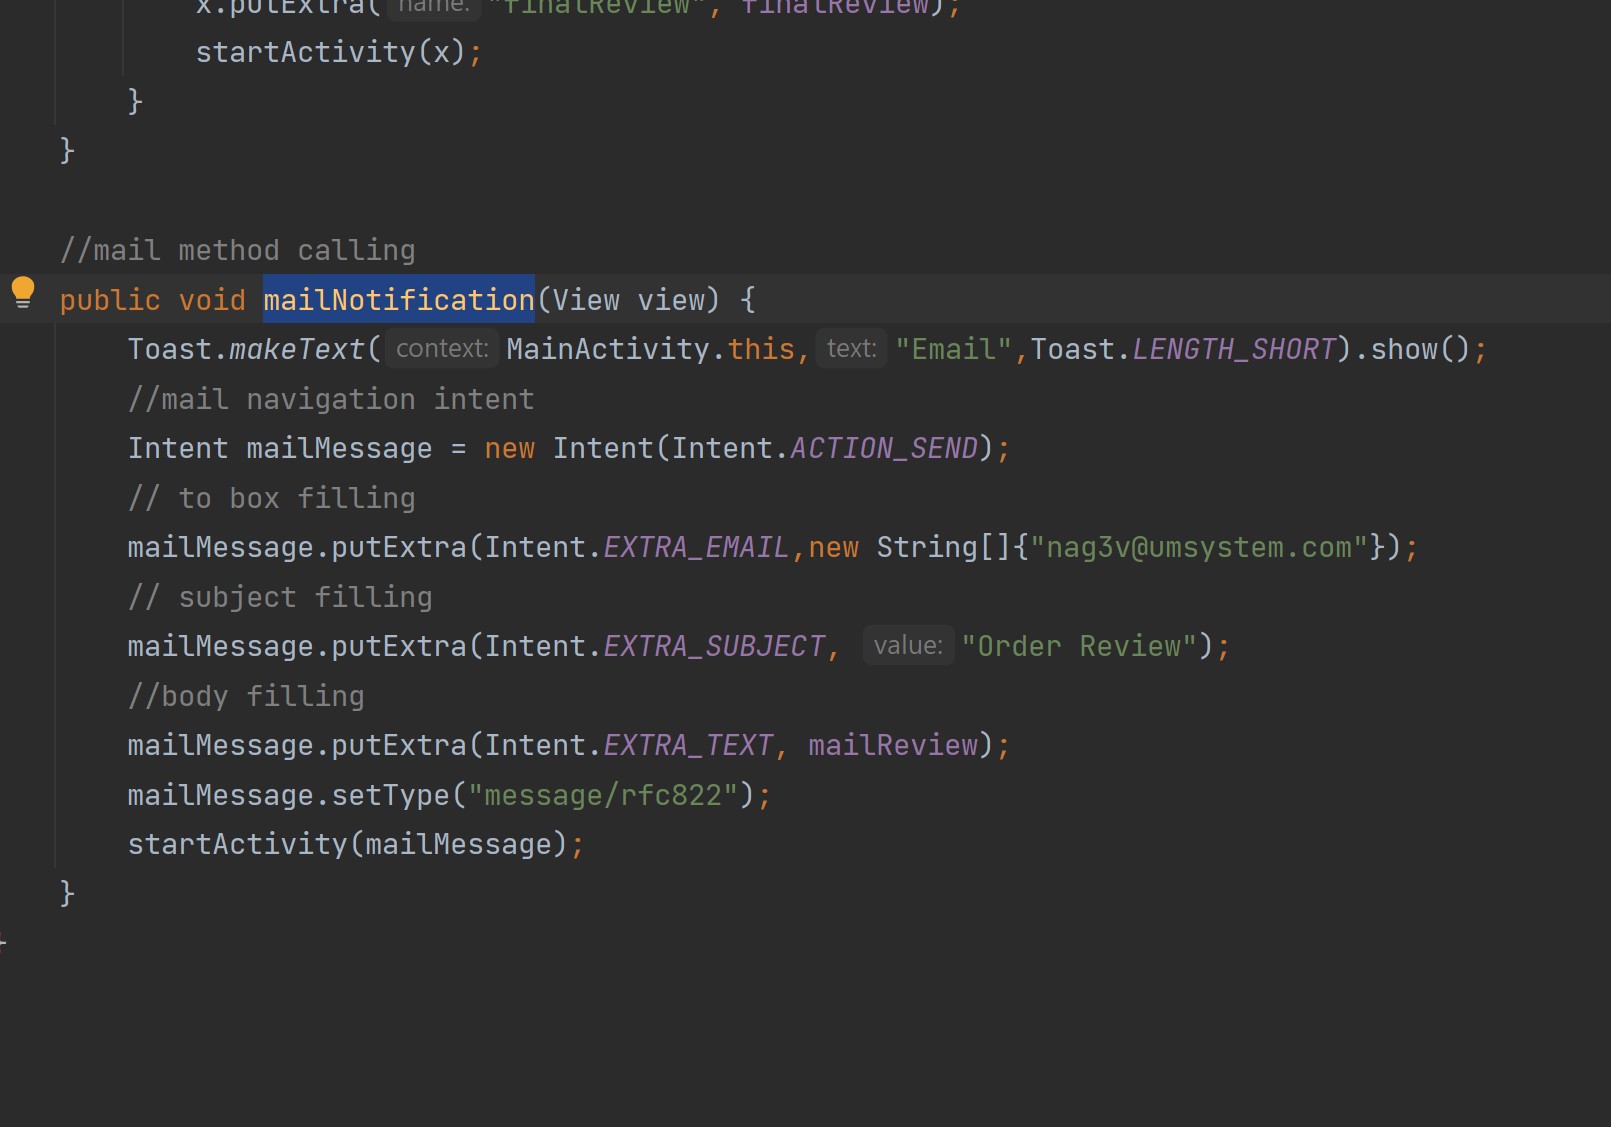 x.putExtra( name: "finalReview", finalReview);
startActivity(x);
}
}
//mail method calling
public void mailNotification(View view) {
Toast.makeText( context: MainActivity.this, text: "Email",Toast.LENGTH_SHORT).show();
//mail navigation intent
Intent mailMessage = new Intent(Intent.ACTION_SEND);
// to box filling
mailMessage.putExtra(Intent.EXTRA_EMAIL,new String[]{"nag3v@umsystem.com"});
// subject filling
mailMessage.putExtra(Intent.EXTRA_SUBJECT, value: "Order Review");
//body filling
mailMessage.putExtra(Intent.EXTRA_TEXT, mailReview);
mailMessage.setType("message/rfc822");
startActivity(mailMessage);
}